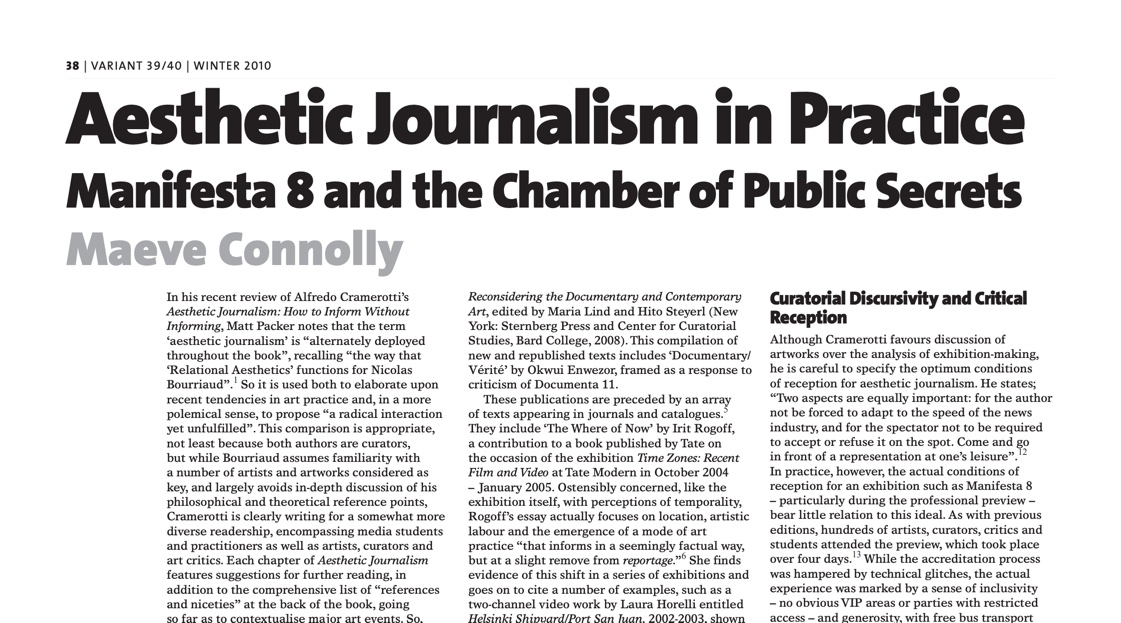 38 | VARIANT 39/40 | WINTER 2010
Aesthetic Journalism in Practice
Manifesta 8 and the Chamber of Public Secrets
Maeve Connolly
In his recent review of Alfredo Cramerotti’s
Aesthetic Journalism: How to Inform Without
Informing, Matt Packer notes that the term
‘aesthetic journalism’ is “alternately deployed
throughout the book”, recalling “the way that
‘Relational Aesthetics’ functions for Nicolas
Bourriaud”.1 So it is used both to elaborate upon
recent tendencies in art practice and, in a more
polemical sense, to propose “a radical interaction
yet unfulfilled”. This comparison is appropriate,
not least because both authors are curators,
but while Bourriaud assumes familiarity with
a number of artists and artworks considered as
key, and largely avoids in-depth discussion of his
philosophical and theoretical reference points,
Cramerotti is clearly writing for a somewhat more
diverse readership, encompassing media students
and practitioners as well as artists, curators and
art critics. Each chapter of Aesthetic Journalism
features suggestions for further reading, in
addition to the comprehensive list of “references
and niceties” at the back of the book, going
so far as to contextualise major art events. So,
Reconsidering the Documentary and Contemporary
Art, edited by Maria Lind and Hito Steyerl (New
York: Sternberg Press and Center for Curatorial
Studies, Bard College, 2008). This compilation of
new and republished texts includes ‘Documentary/
Vérité’ by Okwui Enwezor, framed as a response to
criticism of Documenta 11.
These publications are preceded by an array
of texts appearing in journals and catalogues.5
They include ‘The Where of Now’ by Irit Rogoff,
a contribution to a book published by Tate on
the occasion of the exhibition Time Zones: Recent
Film and Video at Tate Modern in October 2004
– January 2005. Ostensibly concerned, like the
exhibition itself, with perceptions of temporality,
Rogoff’s essay actually focuses on location, artistic
labour and the emergence of a mode of art
practice “that informs in a seemingly factual way,
but at a slight remove from reportage.”6 She finds
evidence of this shift in a series of exhibitions and
goes on to cite a number of examples, such as a
two-channel video work by Laura Horelli entitled
Helsinki Shipyard/Port San Juan, 2002-2003, shown
Curatorial Discursivity and Critical
Reception
Although Cramerotti favours discussion of
artworks over the analysis of exhibition-making,
he is careful to specify the optimum conditions
of reception for aesthetic journalism. He states;
“Two aspects are equally important: for the author
not be forced to adapt to the speed of the news
industry, and for the spectator not to be required
to accept or refuse it on the spot. Come and go
in front of a representation at one’s leisure”.12
In practice, however, the actual conditions of
reception for an exhibition such as Manifesta 8
– particularly during the professional preview –
bear little relation to this ideal. As with previous
editions, hundreds of artists, curators, critics and
students attended the preview, which took place
over four days.13 While the accreditation process
was hampered by technical glitches, the actual
experience was marked by a sense of inclusivity
– no obvious VIP areas or parties with restricted
access – and generosity, with free bus transport